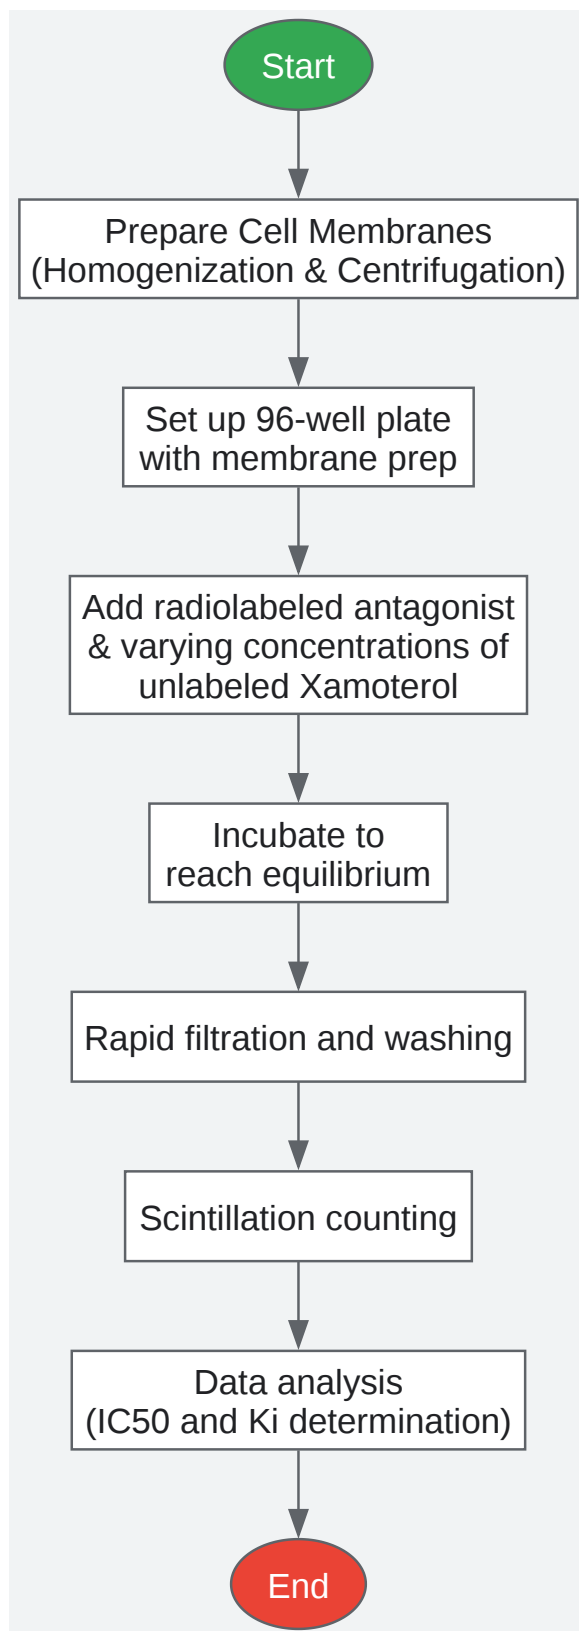 Start
Prepare Cell Membranes
(Homogenization & Centrifugation)
Set up 96-well plate
with membrane prep
Add radiolabeled antagonist
& varying concentrations of
unlabeled Xamoterol
Incubate to
reach equilibrium
Rapid filtration and washing
Scintillation counting
Data analysis
(IC50 and Ki determination)
End